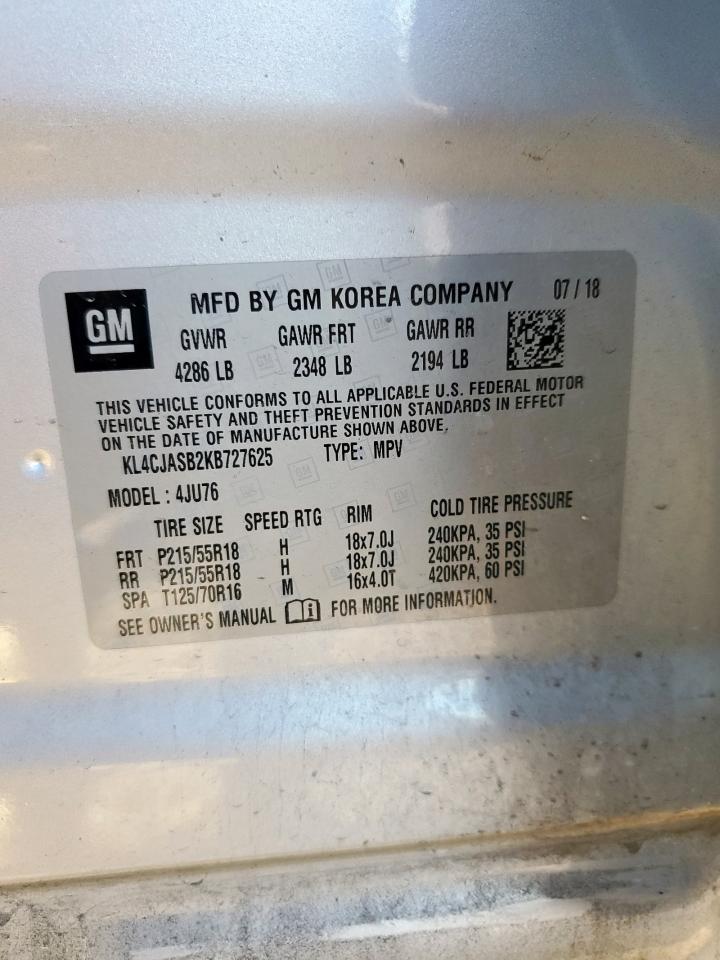 GM
MFD BY GM KOREA COMPANY 07 / 18
GVWR GAWR FRT GAWR RR
4286 LB 2348 LB 2194 LB
THIS VEHICLE CONFORMS TO ALL APPLICABLE U.S. FEDERAL MOTOR
VEHICLE SAFETY AND THEFT PREVENTION STANDARDS IN EFFECT
ON THE DATE OF MANUFACTURE SHOWN ABOVE.
KL4CJASB2KB727625 TYPE: MPV
MODEL : 4JU76
TIRE SIZE SPEED RTG RIM COLD TIRE PRESSURE
FRT P215/55R18 H 18x7.0J 240KPA, 35 PSI
RR P215/55R18 H 18x7.0J 240KPA, 35 PSI
SPA T125/70R16 M 16x4.0T 420KPA, 60 PSI
SEE OWNER'S MANUAL i FOR MORE INFORMATION.